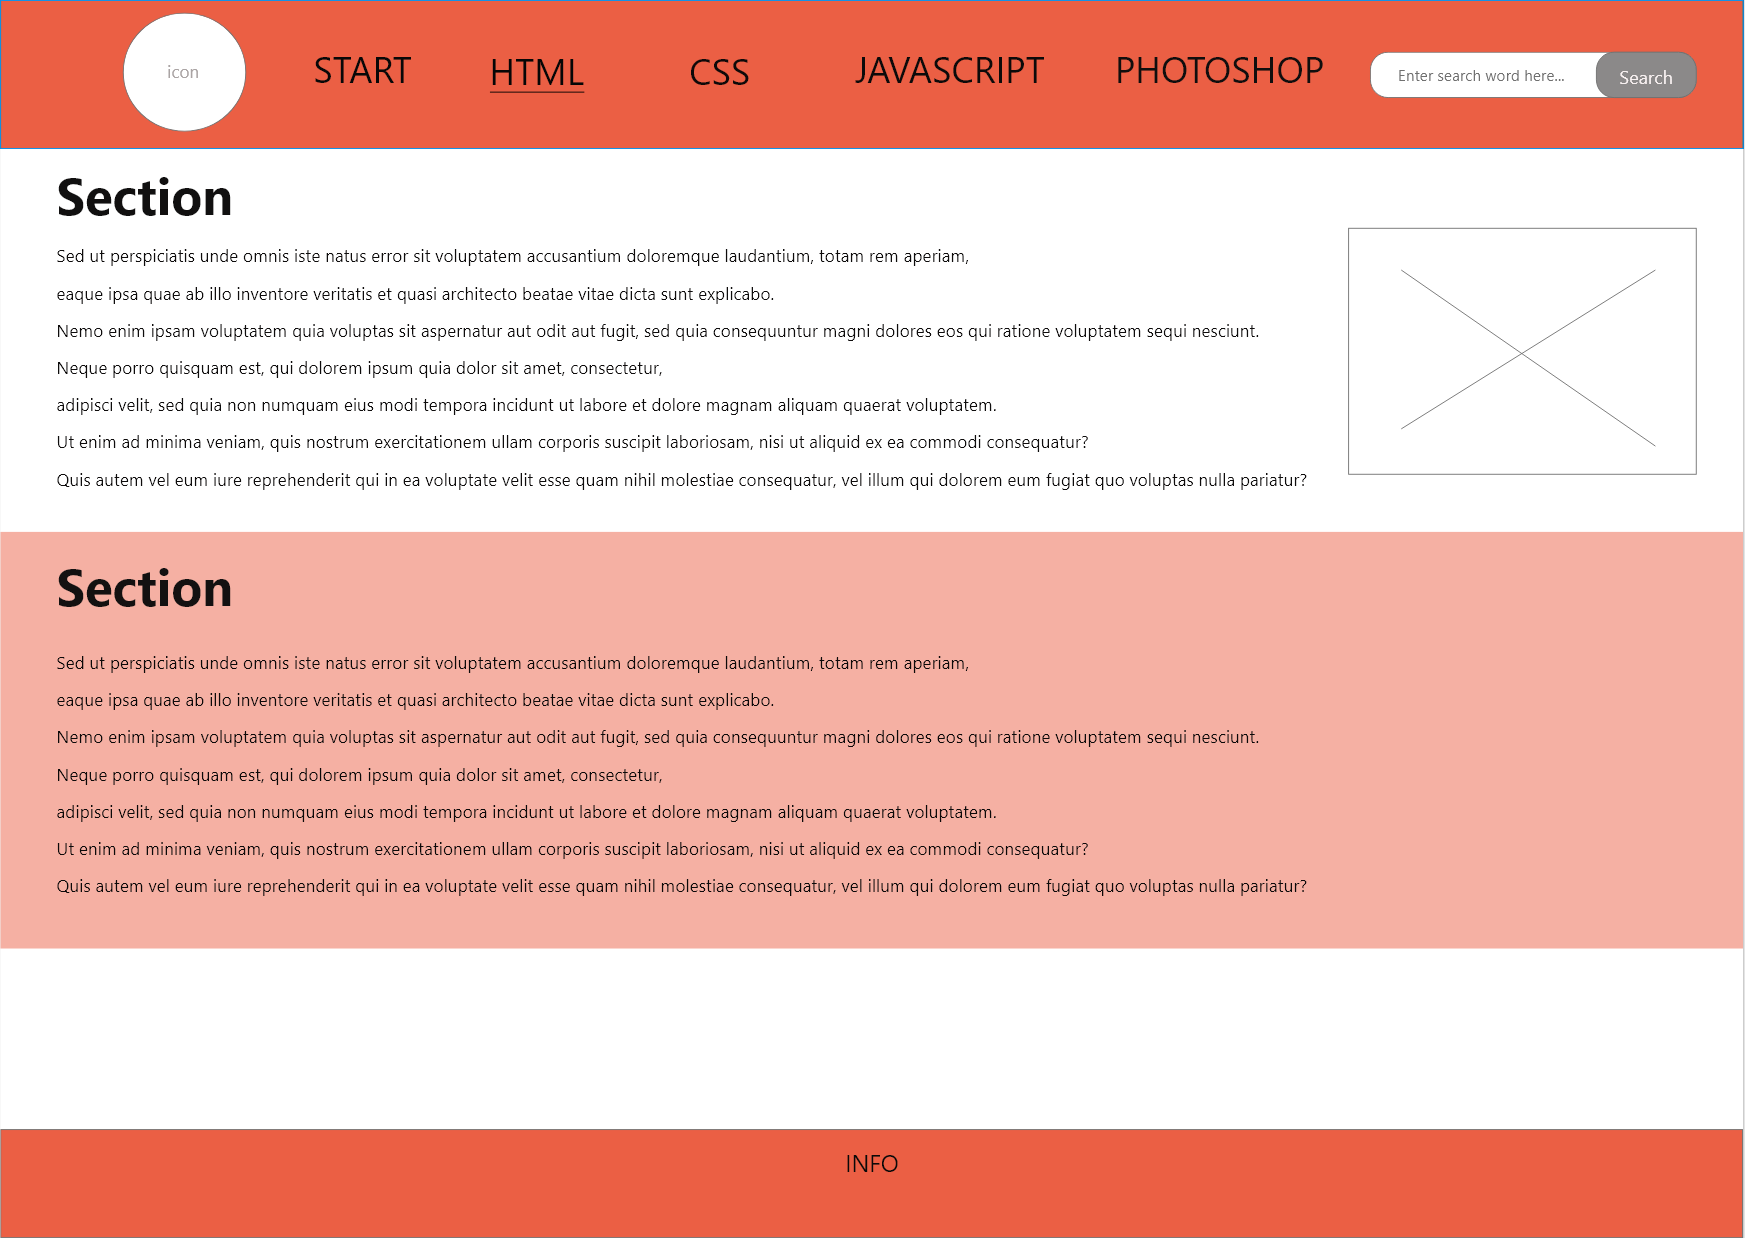 icon
START
HTML
CSS
JAVASCRIPT
PHOTOSHOP
Enter search word here...
Search
Section
Sed ut perspiciatis unde omnis iste natus error sit voluptatem accusantium doloremque laudantium, totam rem aperiam,
eaque ipsa quae ab illo inventore veritatis et quasi architecto beatae vitae dicta sunt explicabo.
Nemo enim ipsam voluptatem quia voluptas sit aspernatur aut odit aut fugit, sed quia consequuntur magni dolores eos qui ratione voluptatem sequi nesciunt.
Neque porro quisquam est, qui dolorem ipsum quia dolor sit amet, consectetur,
adipisci velit, sed quia non numquam eius modi tempora incidunt ut labore et dolore magnam aliquam quaerat voluptatem.
Ut enim ad minima veniam, quis nostrum exercitationem ullam corporis suscipit laboriosam, nisi ut aliquid ex ea commodi consequatur?
Quis autem vel eum iure reprehenderit qui in ea voluptate velit esse quam nihil molestiae consequatur, vel illum qui dolorem eum fugiat quo voluptas nulla pariatur?
Section
Sed ut perspiciatis unde omnis iste natus error sit voluptatem accusantium doloremque laudantium, totam rem aperiam,
eaque ipsa quae ab illo inventore veritatis et quasi architecto beatae vitae dicta sunt explicabo.
Nemo enim ipsam voluptatem quia voluptas sit aspernatur aut odit aut fugit, sed quia consequuntur magni dolores eos qui ratione voluptatem sequi nesciunt.
Neque porro quisquam est, qui dolorem ipsum quia dolor sit amet, consectetur,
adipisci velit, sed quia non numquam eius modi tempora incidunt ut labore et dolore magnam aliquam quaerat voluptatem.
Ut enim ad minima veniam, quis nostrum exercitationem ullam corporis suscipit laboriosam, nisi ut aliquid ex ea commodi consequatur?
Quis autem vel eum iure reprehenderit qui in ea voluptate velit esse quam nihil molestiae consequatur, vel illum qui dolorem eum fugiat quo voluptas nulla pariatur?
INFO